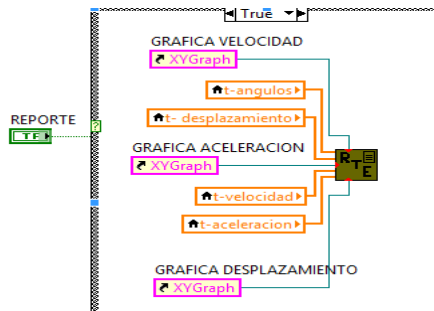 True
GRAFICA VELOCIDAD
XYGraph
t-angulos
REPORTE
t- desplazamiento
TF
?
GRAFICA ACELERACION
XYGraph
RTE
t-velocidad
t-aceleracion
GRAFICA DESPLAZAMIENTO
XYGraph